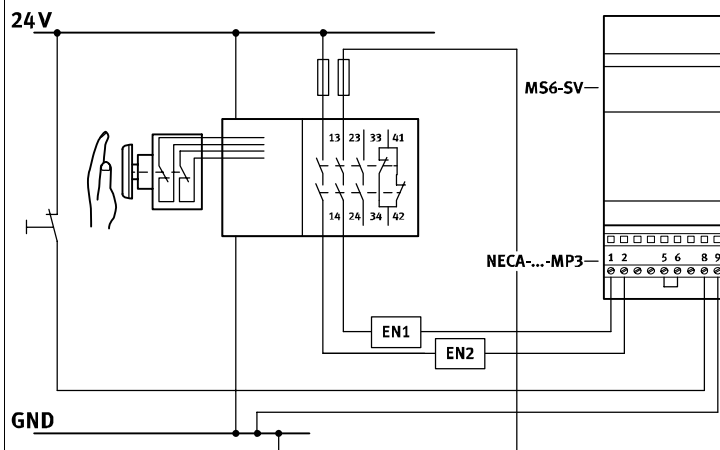 24V
MS6-SV
13 23 33 41
14 24 34 42
NECA-...-MP3
1 2 5 6 8 9
EN1
EN2
GND